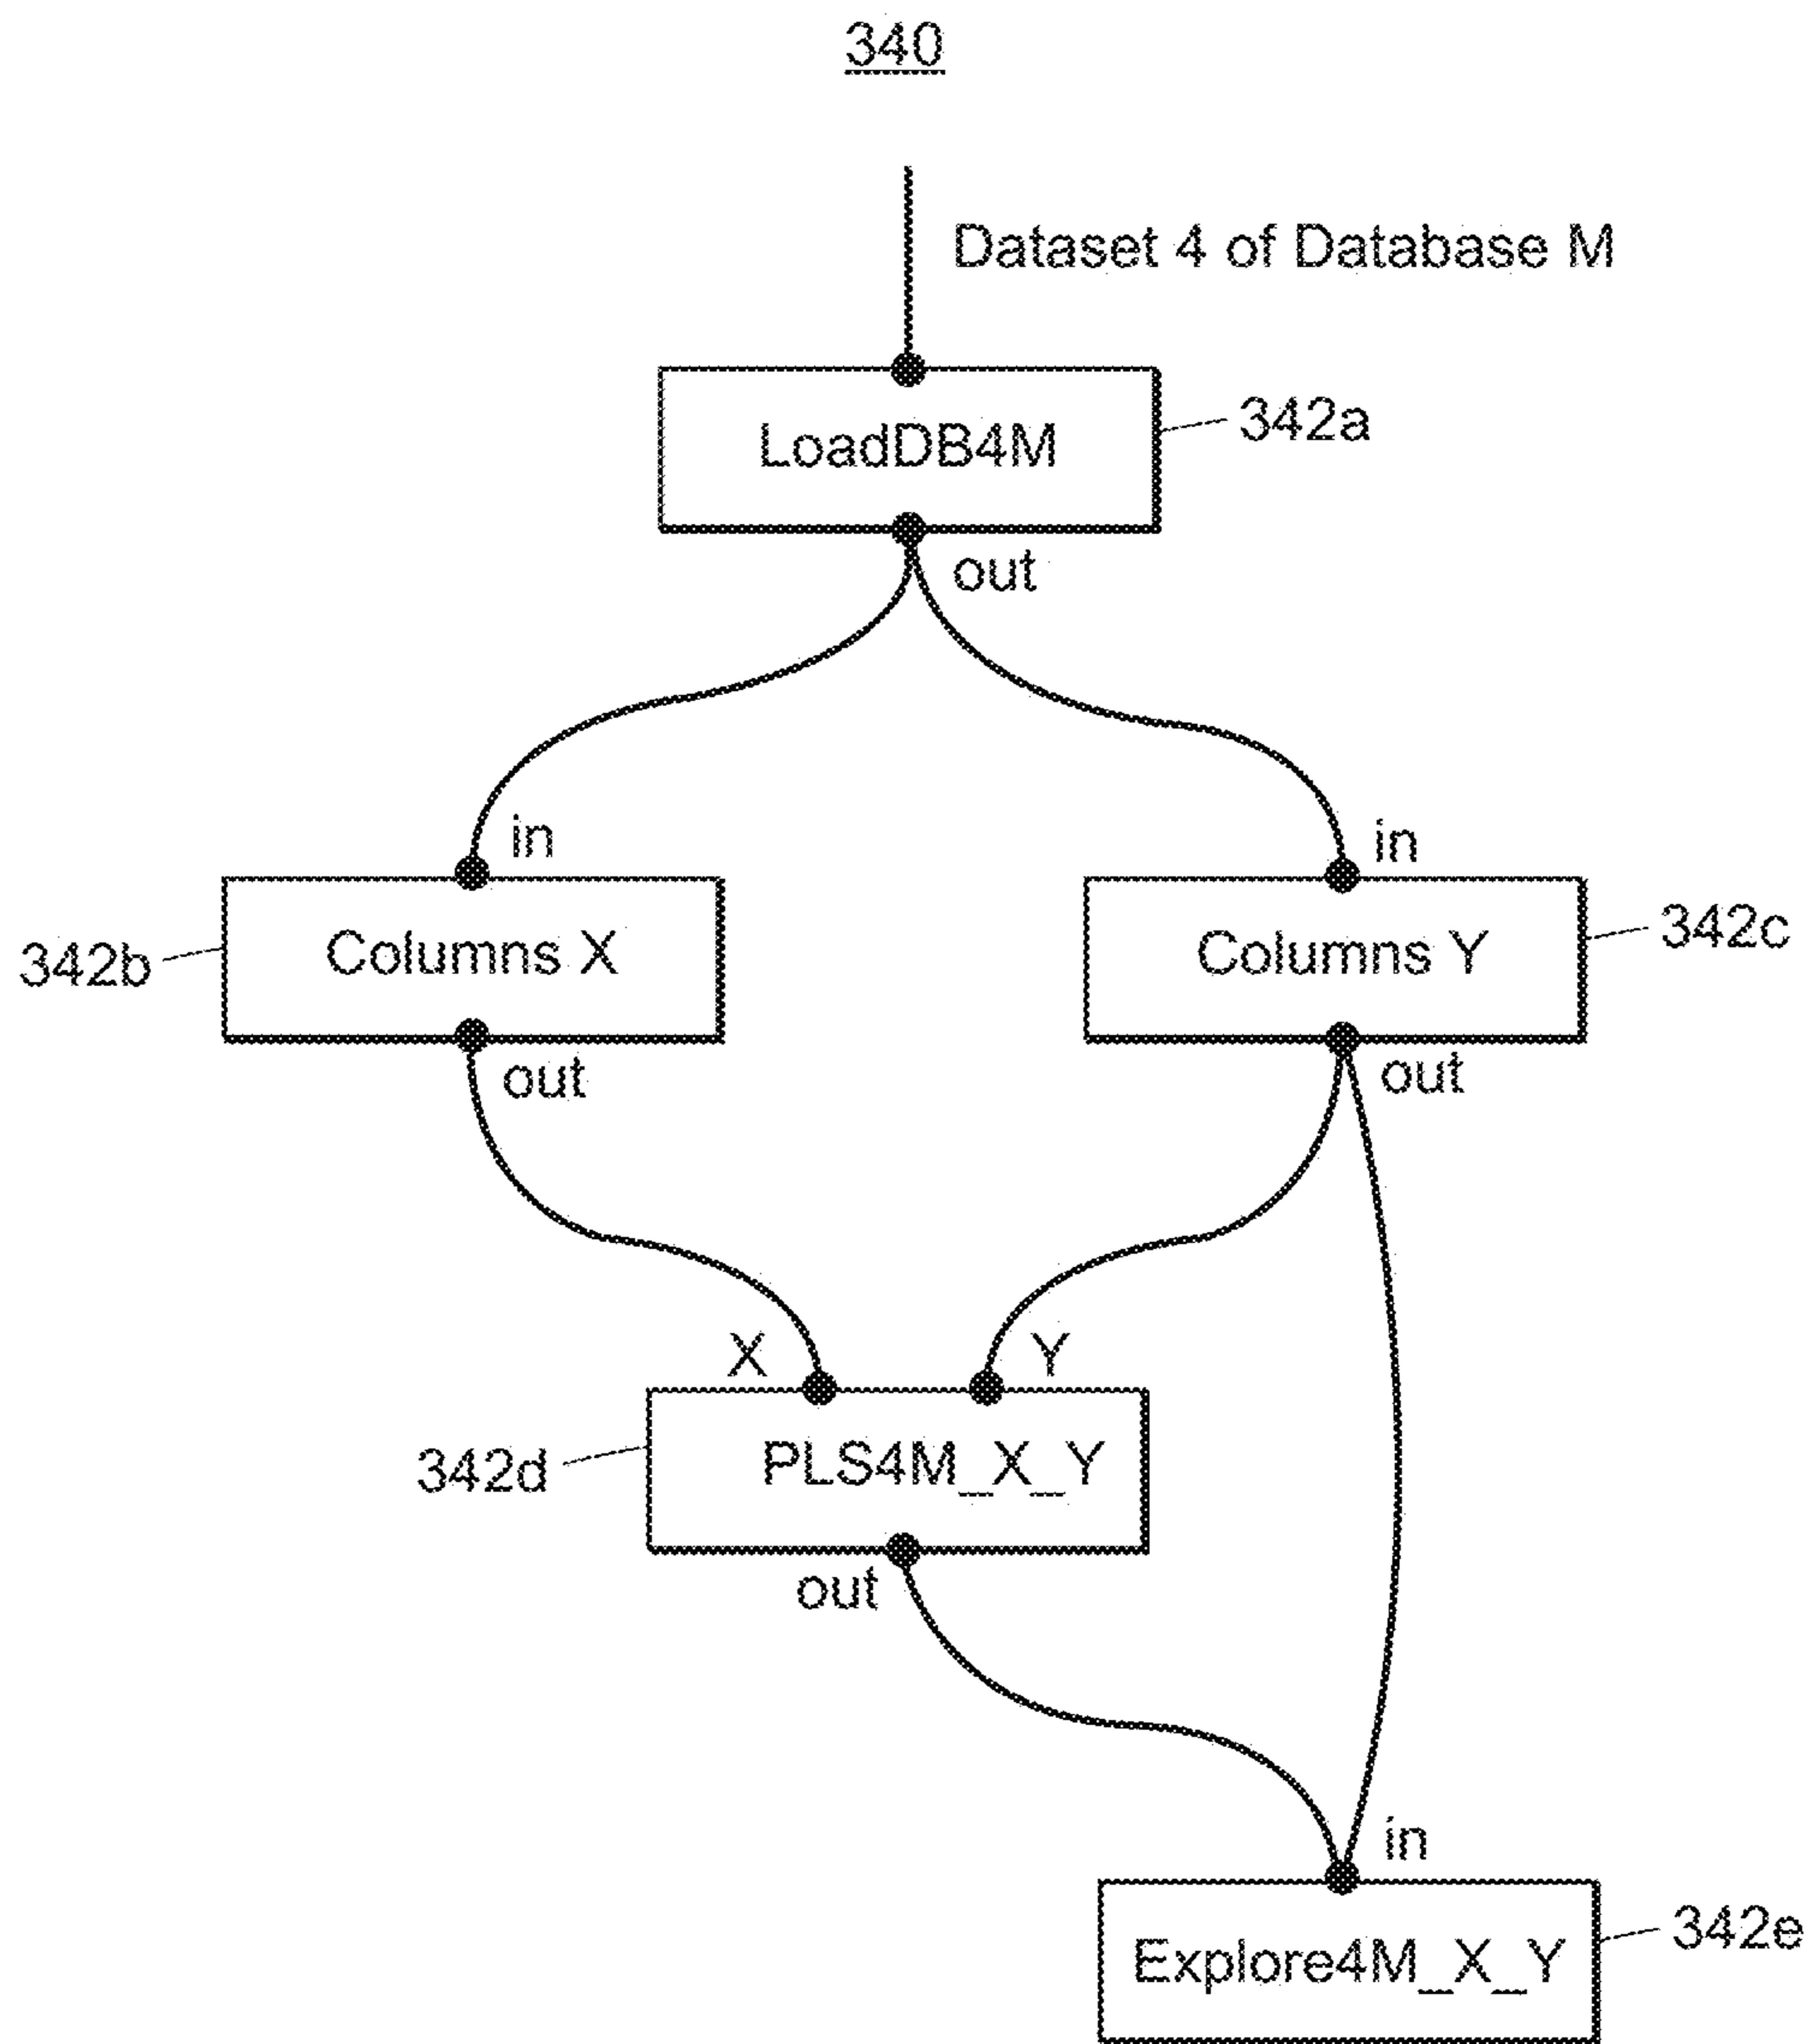 340
Dataset 4 of Database M
LoadDB4M
342a
out
in
in
Columns X
342b
Columns Y
342c
out
out
X
Y
PLS4M_X_Y
342d
out
in
Explore4M_X_Y
342e